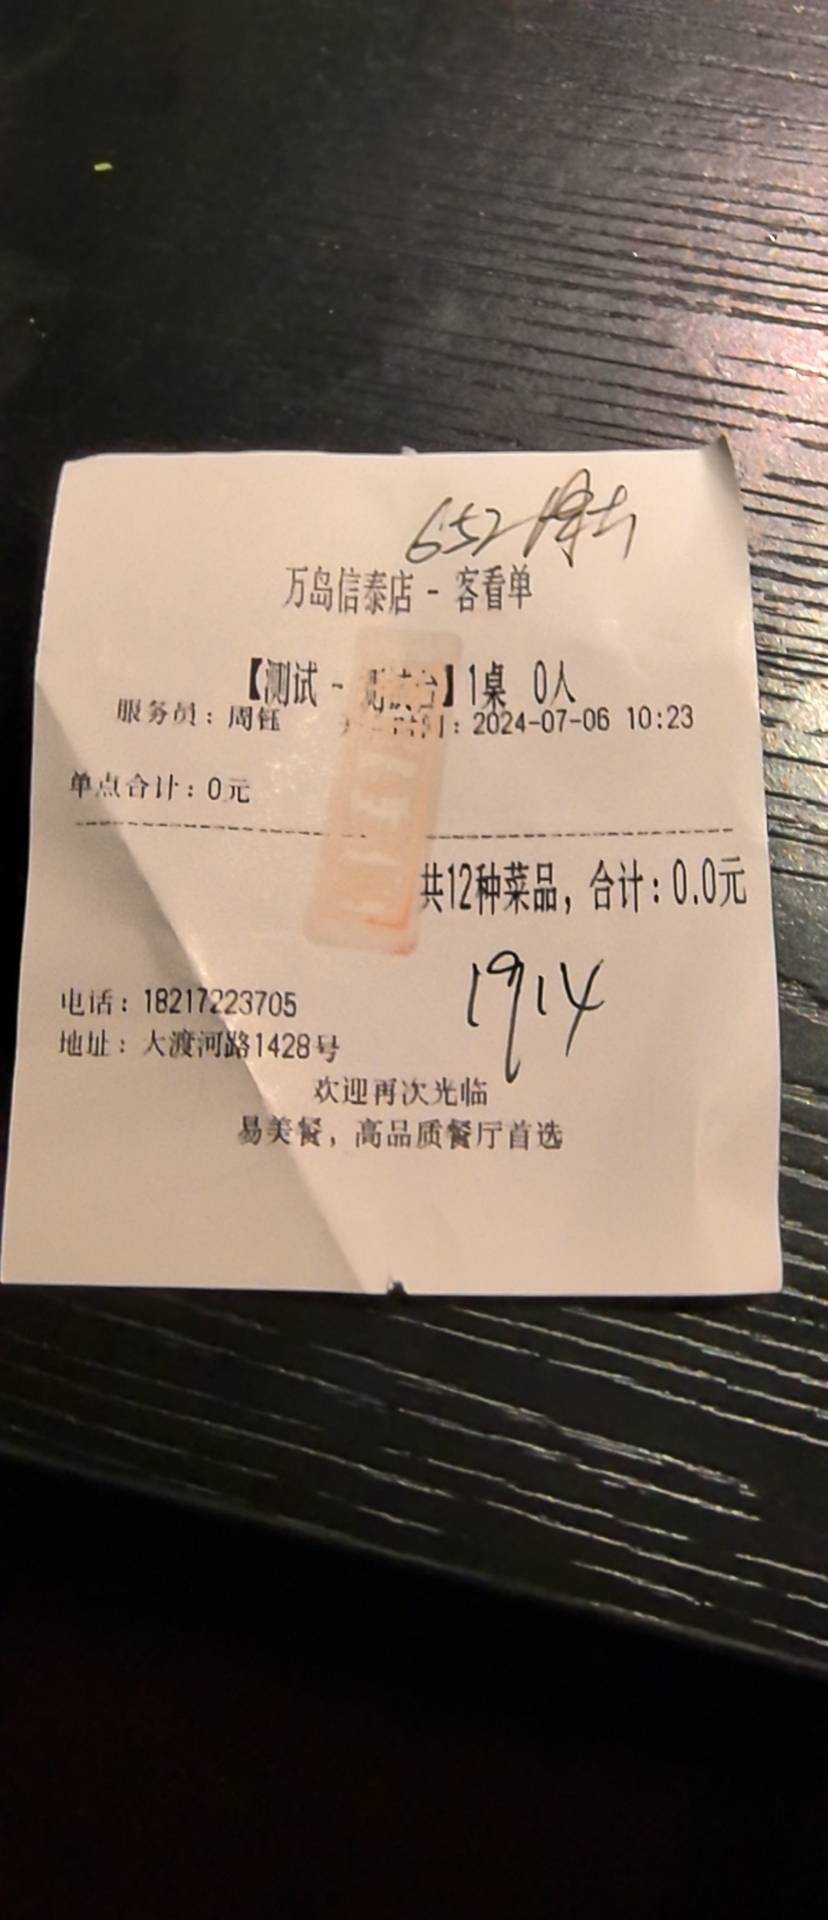 652
万岛信泰店 - 客看单
【测试 - 测试台】1桌 0人
服务员：周钰 2024-07-06 10:23
单点合计：0元
共12种菜品，合计：0.0元
1914
电话：18217223705
地址：大渡河路1428号
欢迎再次光临
易美餐，高品质餐厅首选